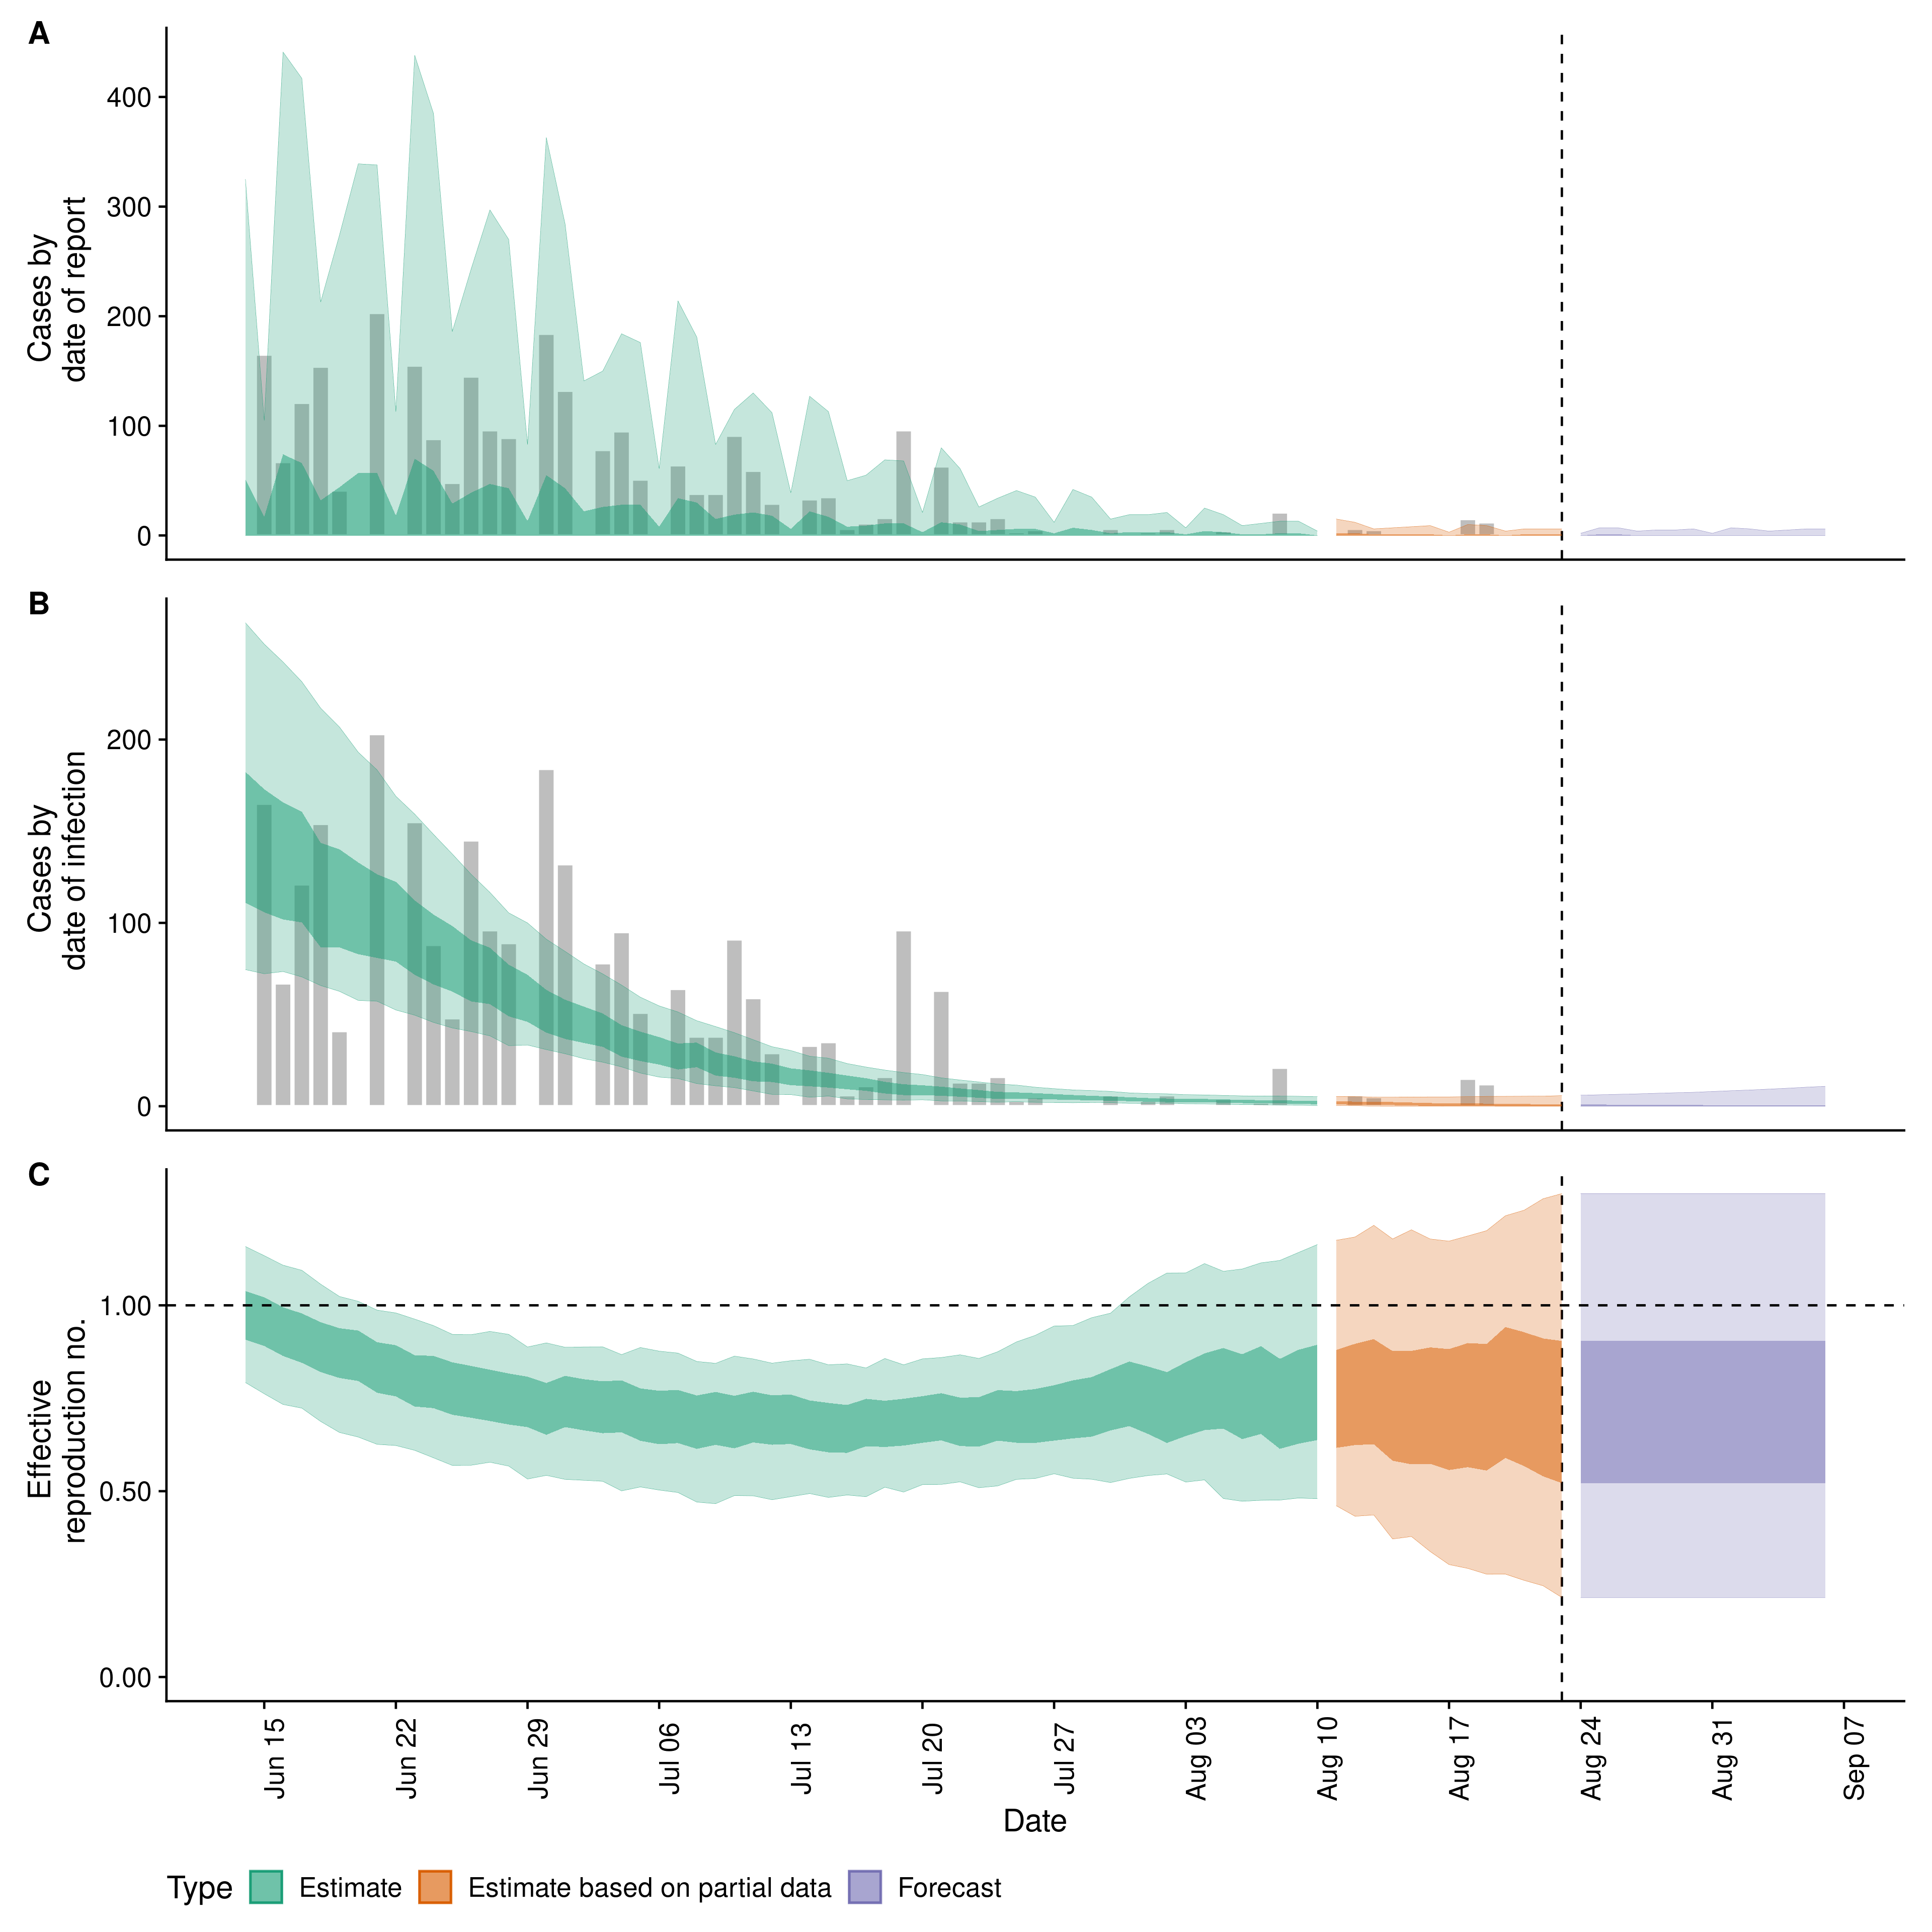 A
Cases by
date of report
400
300
200
100
0
B
Cases by
date of infection
200
100
0
C
Effective
reproduction no.
1.00
0.50
0.00
Jun 15
Jun 22
Jun 29
Jul 06
Jul 13
Jul 20
Jul 27
Aug 03
Aug 10
Aug 17
Aug 24
Aug 31
Sep 07
Date
Type Estimate Estimate based on partial data Forecast